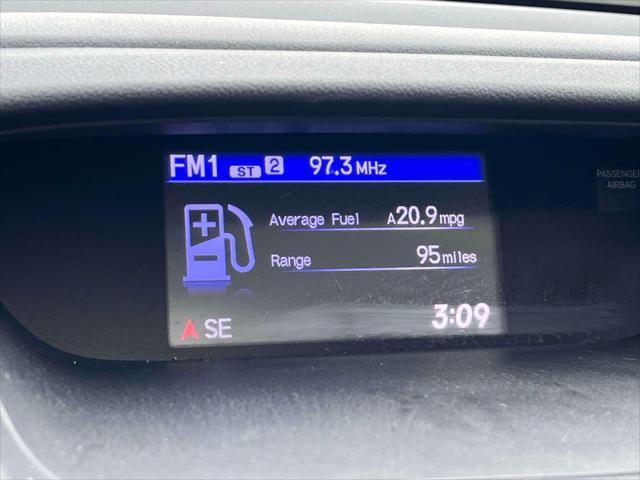 FM1 ST 2 97.3 MHz
PASSENGER
AIRBAG
Average Fuel A20.9 mpg
Range 95 miles
SE 3:09